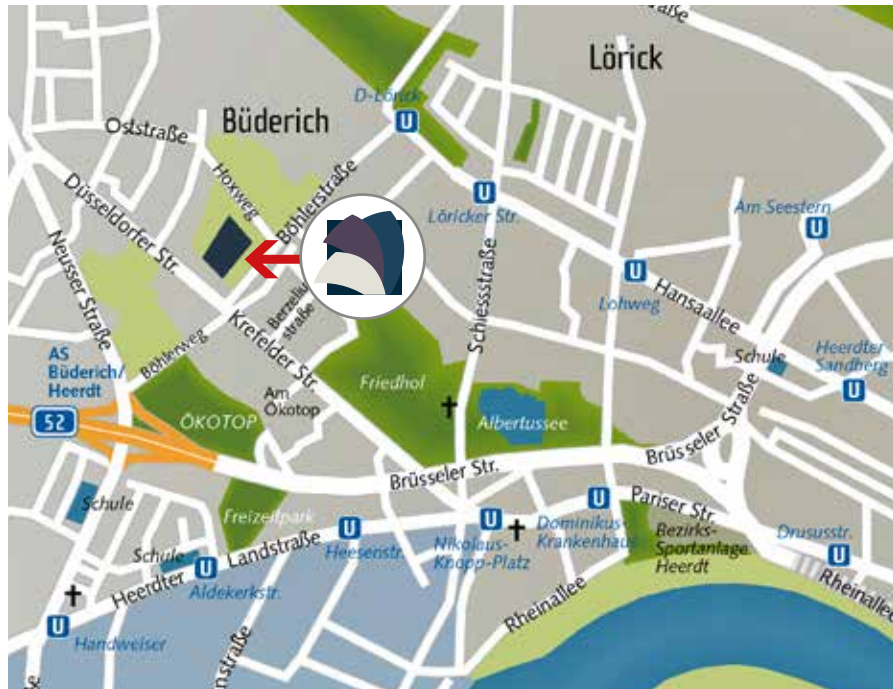 Lörick
Büderich
D-Lörick
U
Oststraße
Hoxweg
Böhlerstraße
Düsseldorfer Str.
U
Löricker Str.
Am Seestern
U
Neusser Straße
Schiessstraße
U
Lohweg
Hansaallee
straße
Krefelder Str.
Böhlerweg
AS
Büderich/
Heerdt
52
Schule
Heerdter
Sandberg
U
Friedhof
Am
Ökotop
ÖKOTOP
Albertussee
Brüsseler Straße
Brüsseler Str.
Pariser Str.
Schule
Freizeitpark
U
Heesenstr.
U
Nikolaus-
Knopp-Platz
U
Dominikus-
Krankenhaus
Bezirks-
Sportanlage
Heerdt
Drususstr.
U
Schule
Heerdter Landstraße
U
Aldekerkstr.
Rheinallee
Rheinallee
U
Handweiser
nstraße
ße